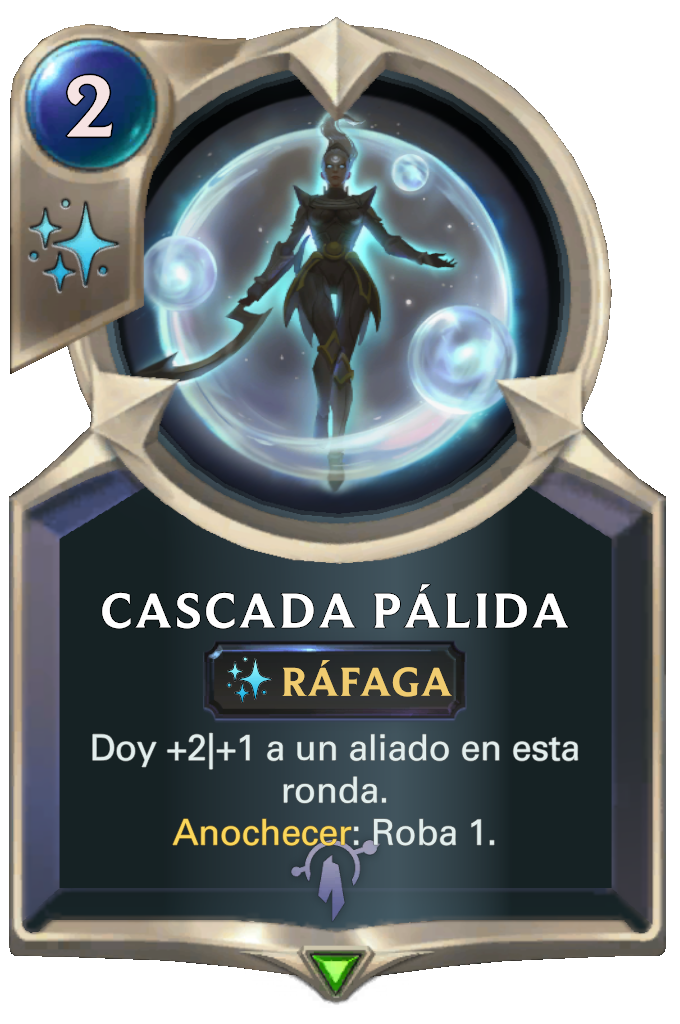 2
CASCADA PÁLIDA
RÁFAGA
Doy +2|+1 a un aliado en esta
ronda.
Anochecer: Roba 1.